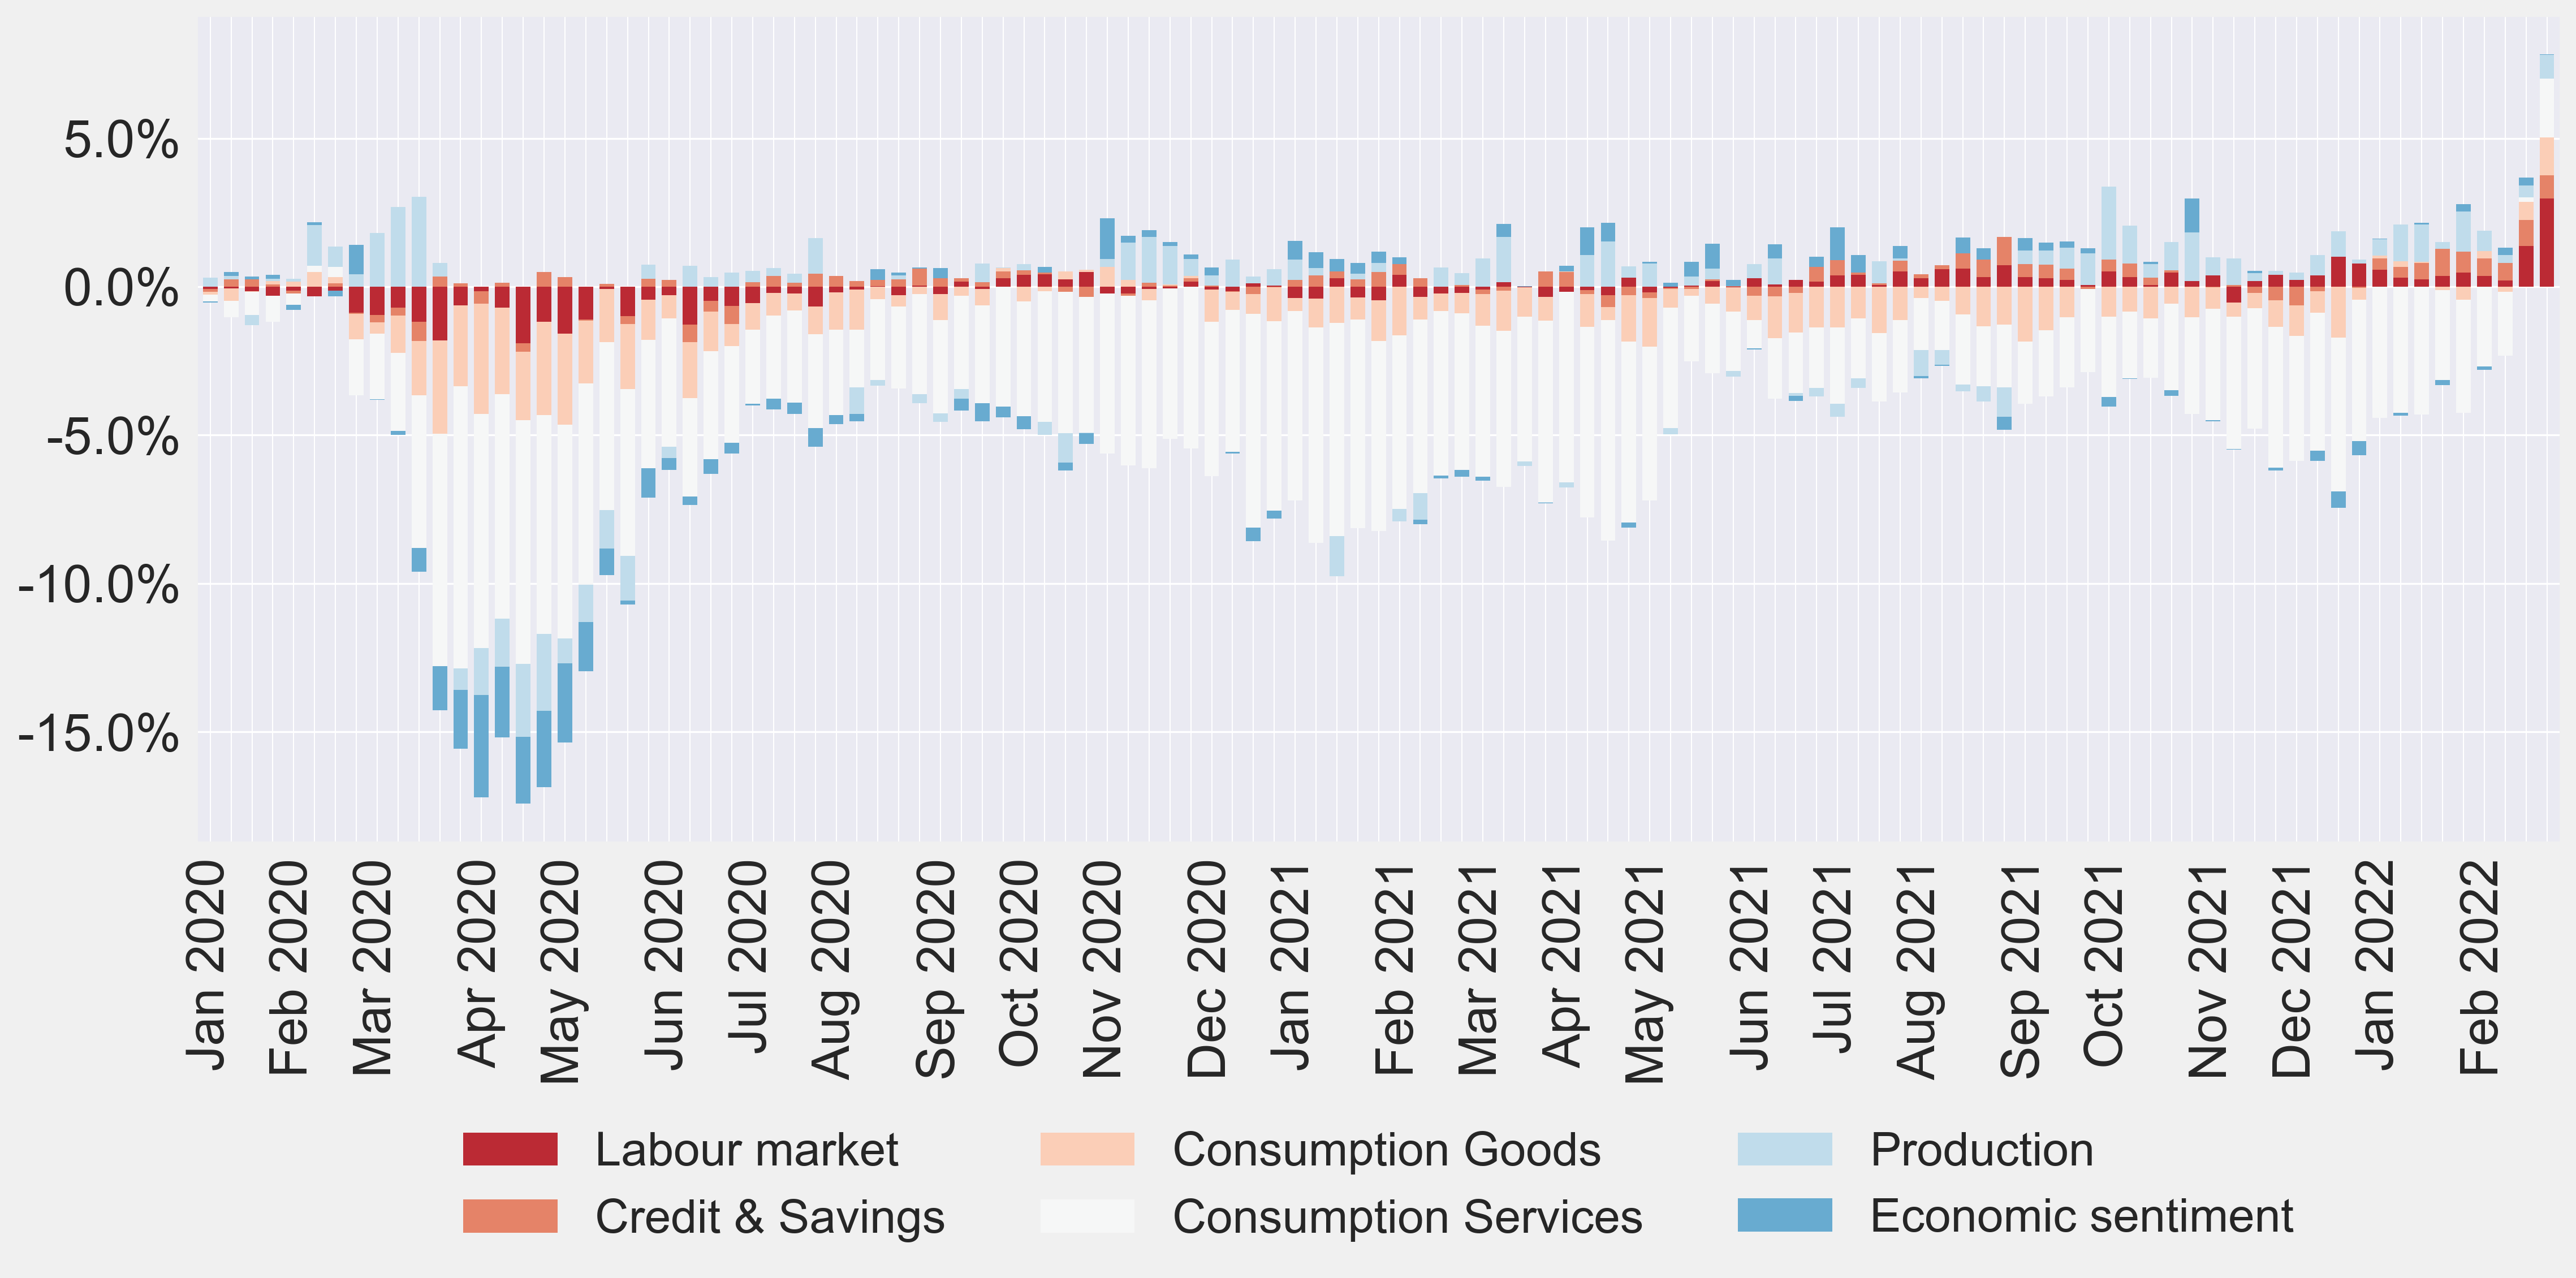 5.0%
0.0%
-5.0%
-10.0%
-15.0%
Jan 2020
Feb 2020
Mar 2020
Apr 2020
May 2020
Jun 2020
Jul 2020
Aug 2020
Sep 2020
Oct 2020
Nov 2020
Dec 2020
Jan 2021
Feb 2021
Mar 2021
Apr 2021
May 2021
Jun 2021
Jul 2021
Aug 2021
Sep 2021
Oct 2021
Nov 2021
Dec 2021
Jan 2022
Feb 2022
Labour market
Credit & Savings
Consumption Goods
Consumption Services
Production
Economic sentiment